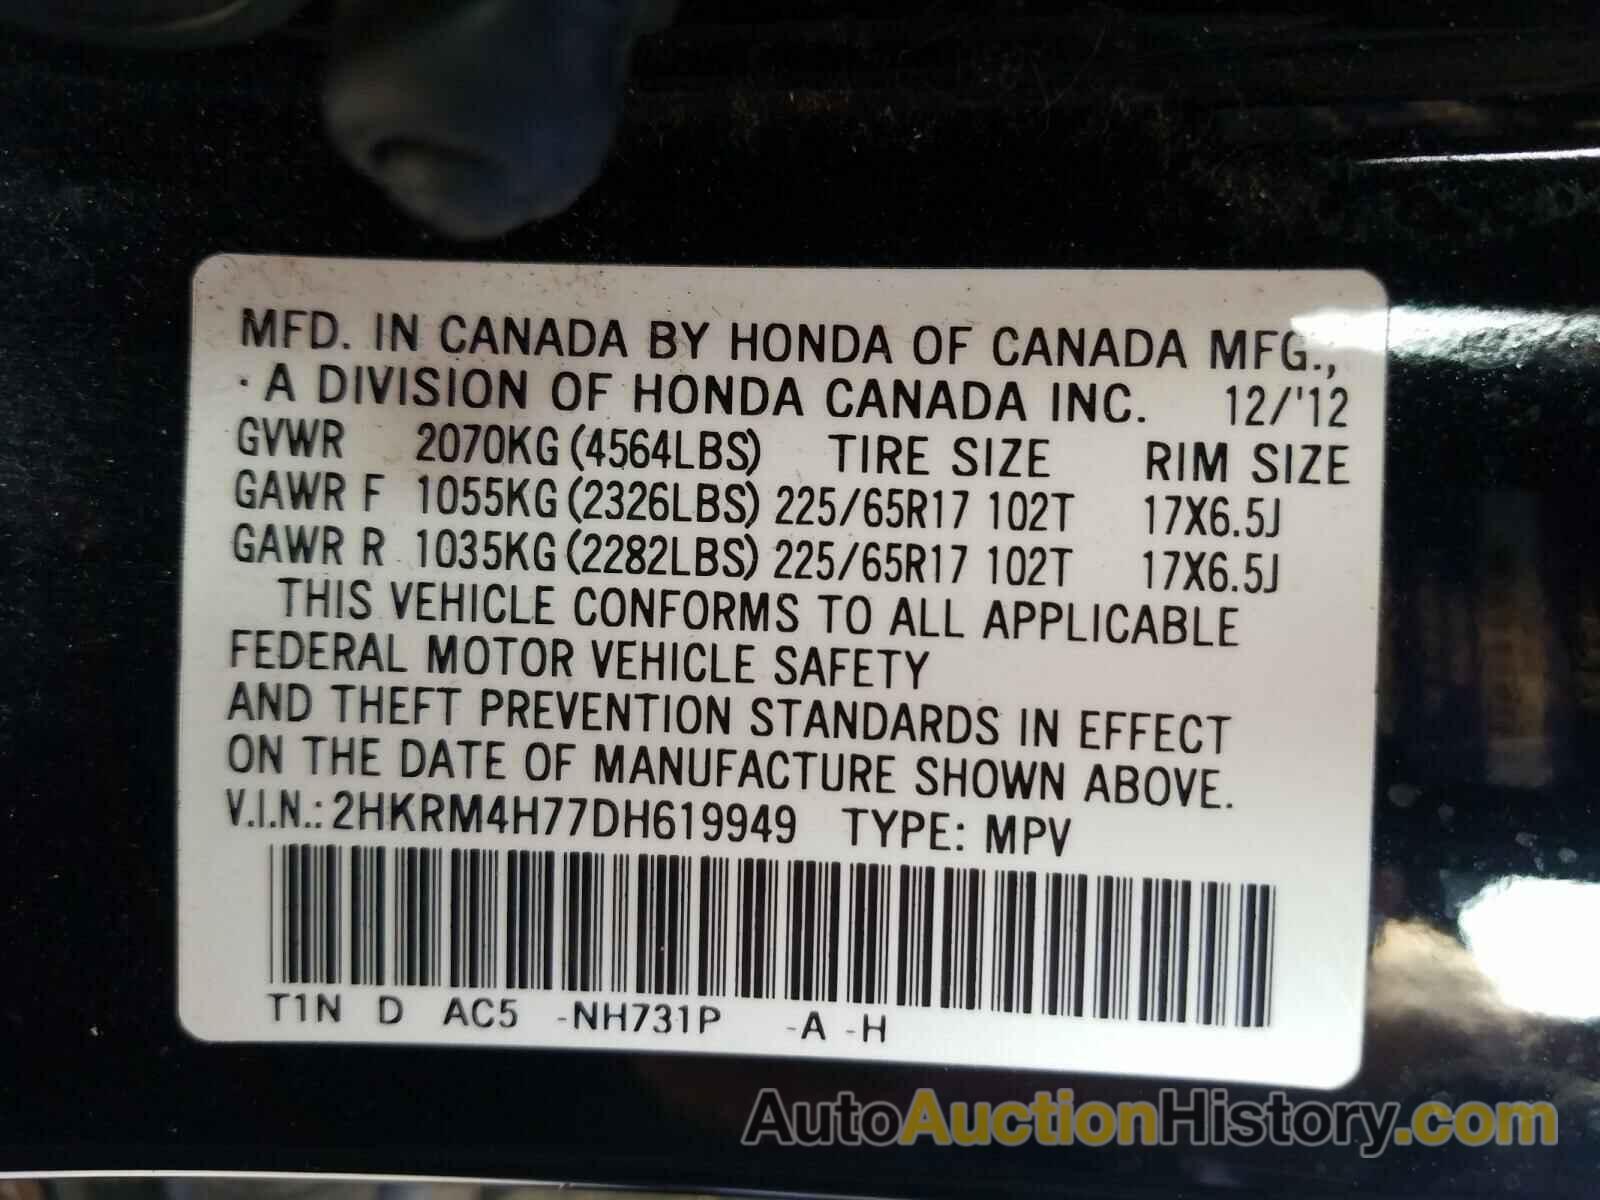 MFD. IN CANADA BY HONDA OF CANADA MFG.,
A DIVISION OF HONDA CANADA INC. 12/'12
GVWR 2070KG (4564LBS) TIRE SIZE RIM SIZE
GAWR F 1055KG (2326LBS) 225/65R17 102T 17X6.5J
GAWR R 1035KG (2282LBS) 225/65R17 102T 17X6.5J
THIS VEHICLE CONFORMS TO ALL APPLICABLE
FEDERAL MOTOR VEHICLE SAFETY
AND THEFT PREVENTION STANDARDS IN EFFECT
ON THE DATE OF MANUFACTURE SHOWN ABOVE.
V.I.N.: 2HKRM4H77DH619949 TYPE: MPV
T1N D AC5 -NH731P -A -H
AutoAuctionHistory.com